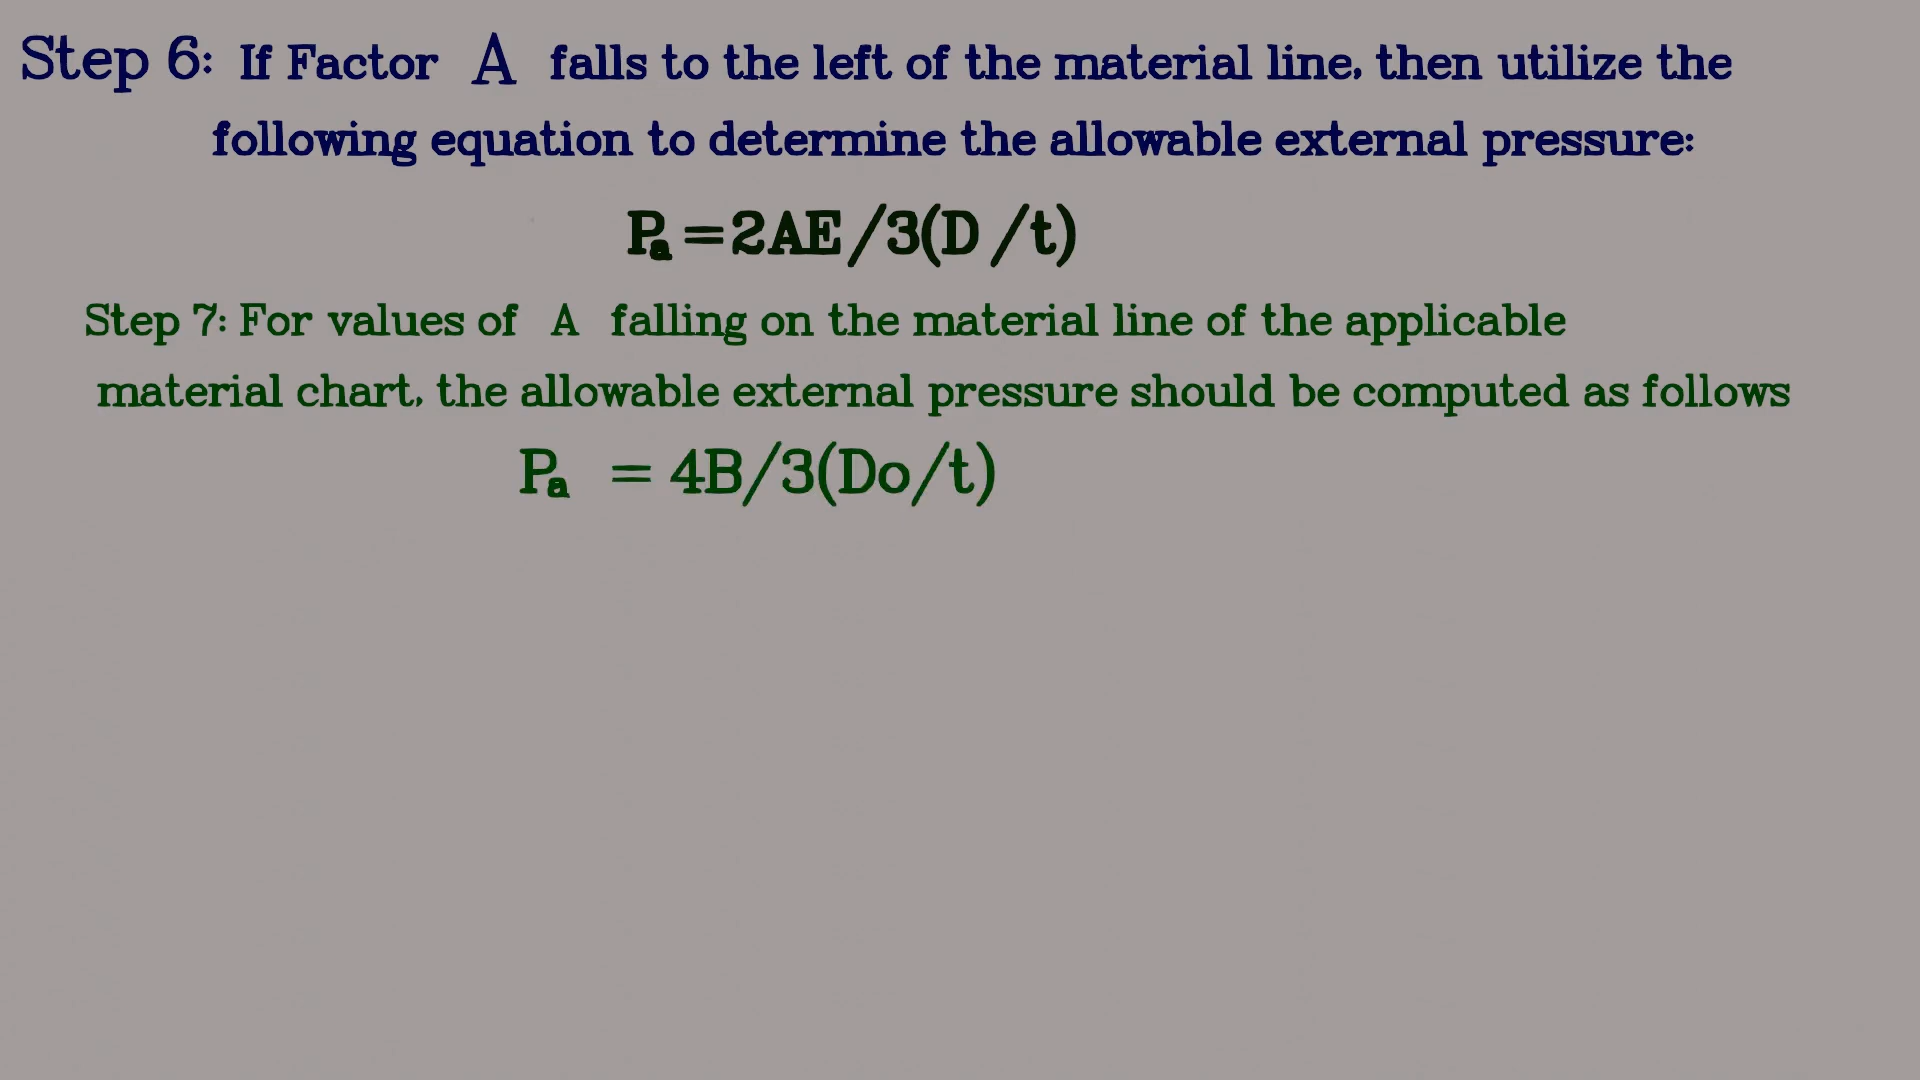 Step 6: If Factor A falls to the left of the material line, then utilize the
following equation to determine the allowable external pressure:
Pa=2AE/3(D /t)
Step 7: For values of A falling on the material line of the applicable
material chart, the allowable external pressure should be computed as follows
Pa = 4B/3(Do/t)